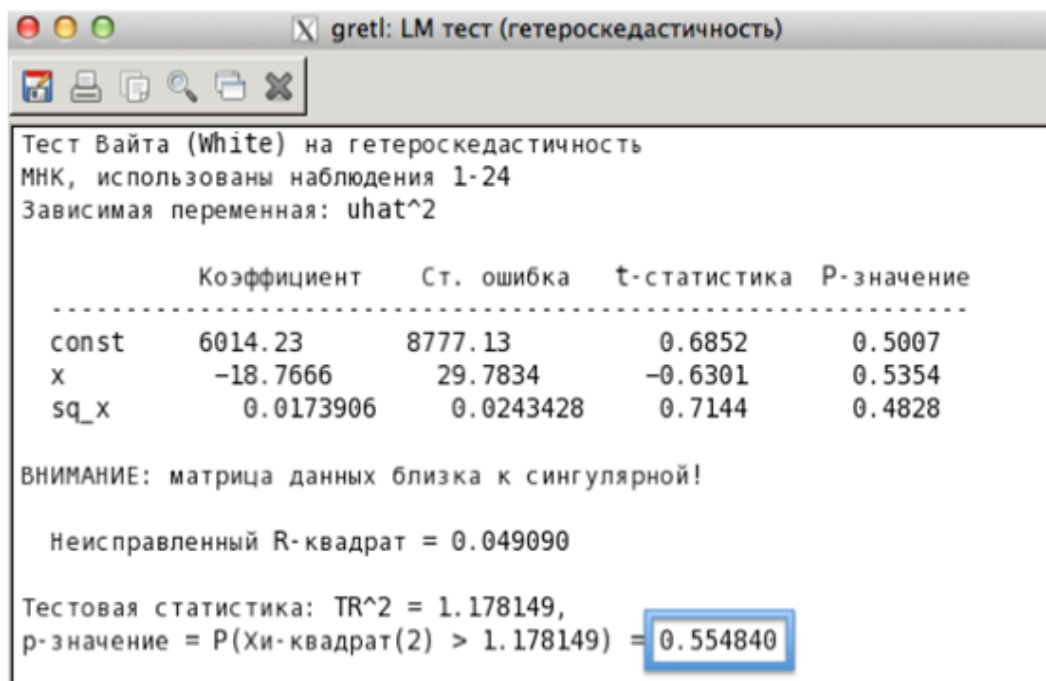 gretl: LM тест (гетероскедастичность)
Тест Вайта (White) на гетероскедастичность
МНК, использованы наблюдения 1-24
Зависимая переменная: uhat^2
Коэффициент Ст. ошибка t-статистика P-значение
const 6014.23 8777.13 0.6852 0.5007
x −18.7666 29.7834 −0.6301 0.5354
sq_x 0.0173906 0.0243428 0.7144 0.4828
ВНИМАНИЕ: матрица данных близка к сингулярной!
Неисправленный R-квадрат = 0.049090
Тестовая статистика: TR^2 = 1.178149,
р-значение = P(Хи-квадрат(2) > 1.178149) = 0.554840